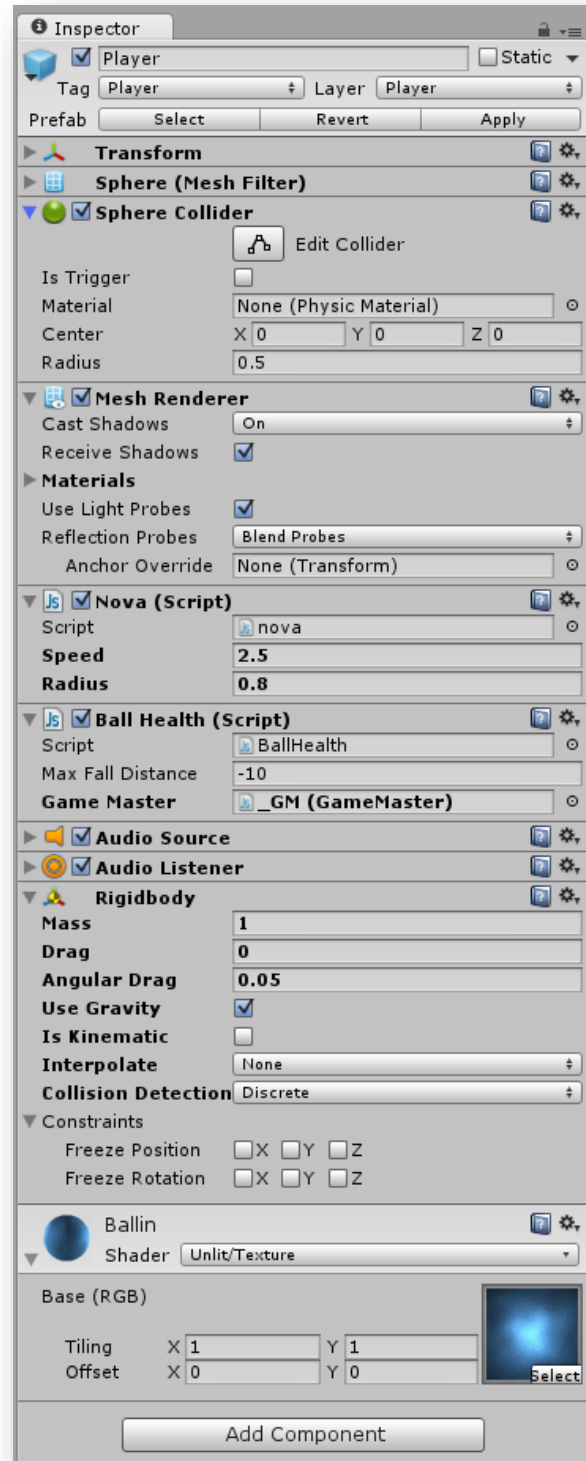 Inspector
Player Static
Tag Player Layer Player
Prefab Select Revert Apply
Transform
Sphere (Mesh Filter)
Sphere Collider
Edit Collider
Is Trigger
Material None (Physic Material)
Center X 0 Y 0 Z 0
Radius 0.5
Mesh Renderer
Cast Shadows On
Receive Shadows
Materials
Use Light Probes
Reflection Probes Blend Probes
Anchor Override None (Transform)
Js Nova (Script)
Script nova
Speed 2.5
Radius 0.8
Js Ball Health (Script)
Script BallHealth
Max Fall Distance -10
Game Master _GM (GameMaster)
Audio Source
Audio Listener
Rigidbody
Mass 1
Drag 0
Angular Drag 0.05
Use Gravity
Is Kinematic
Interpolate None
Collision Detection Discrete
Constraints
Freeze Position X Y Z
Freeze Rotation X Y Z
Ballin
Shader Unlit/Texture
Base (RGB)
Tiling X 1 Y 1
Offset X 0 Y 0 Select
Add Component